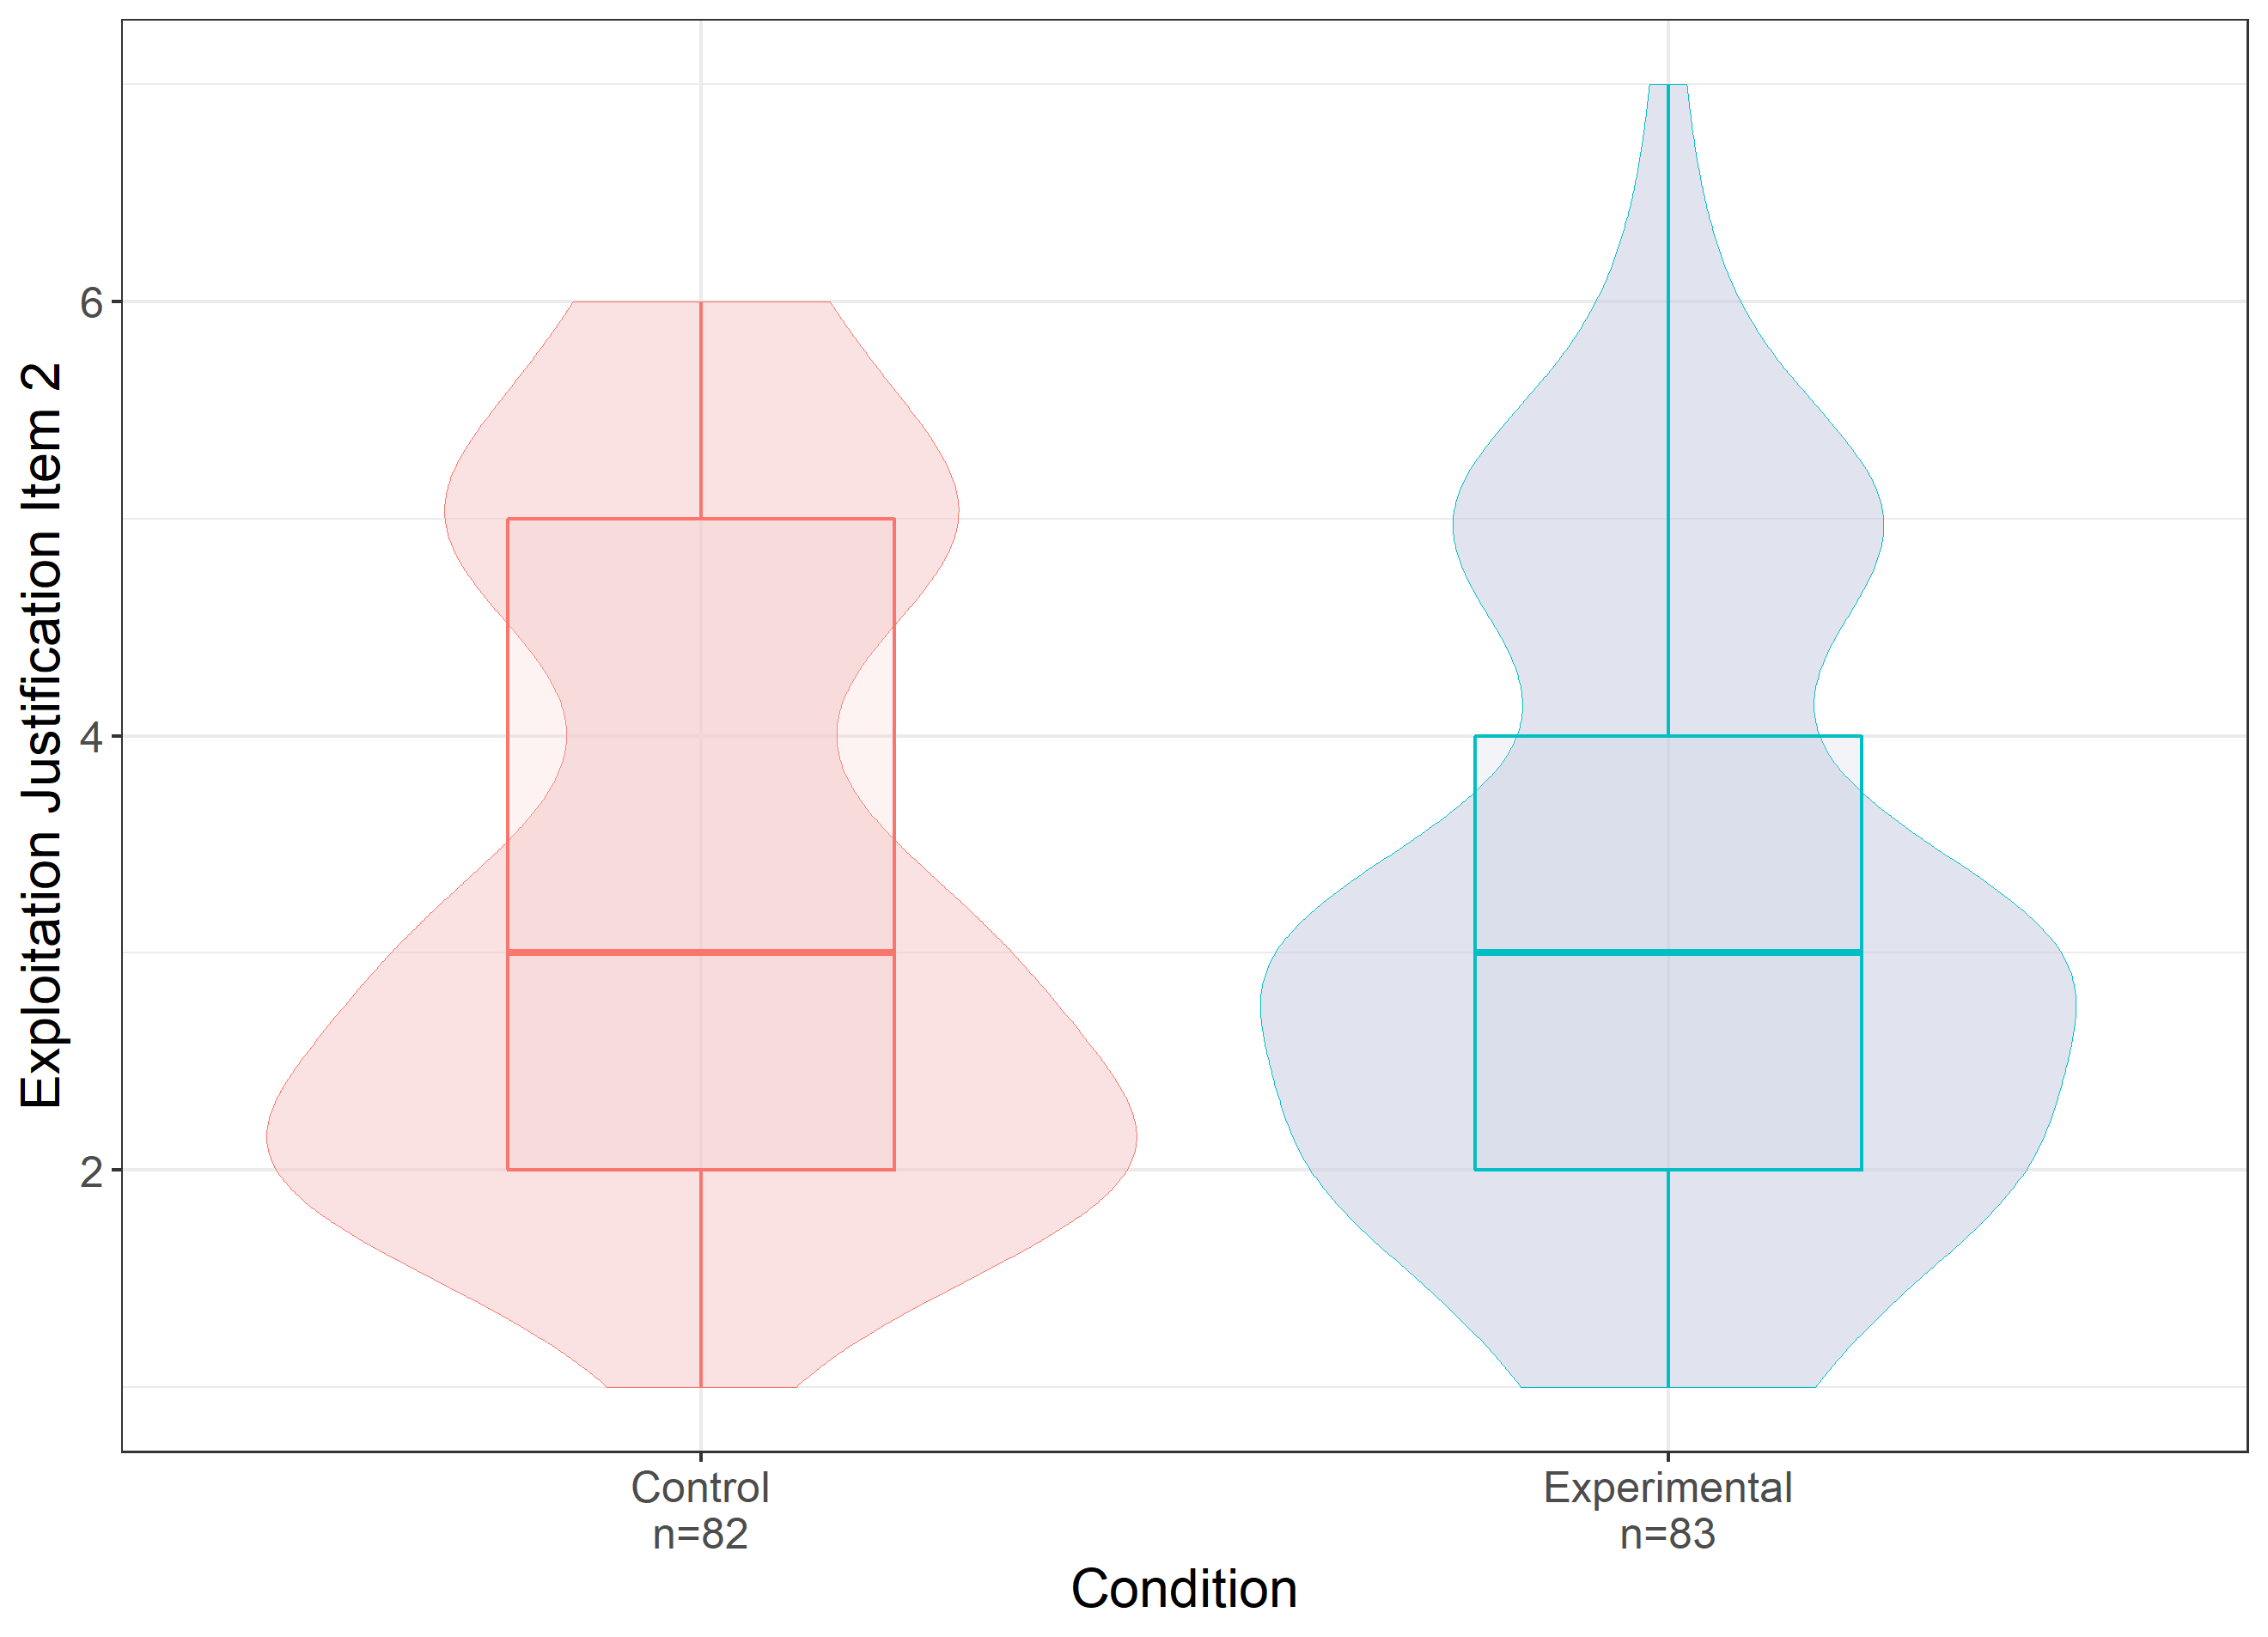 Exploitation Justification Item 2
6
4
2
Control
n=82
Experimental
n=83
Condition